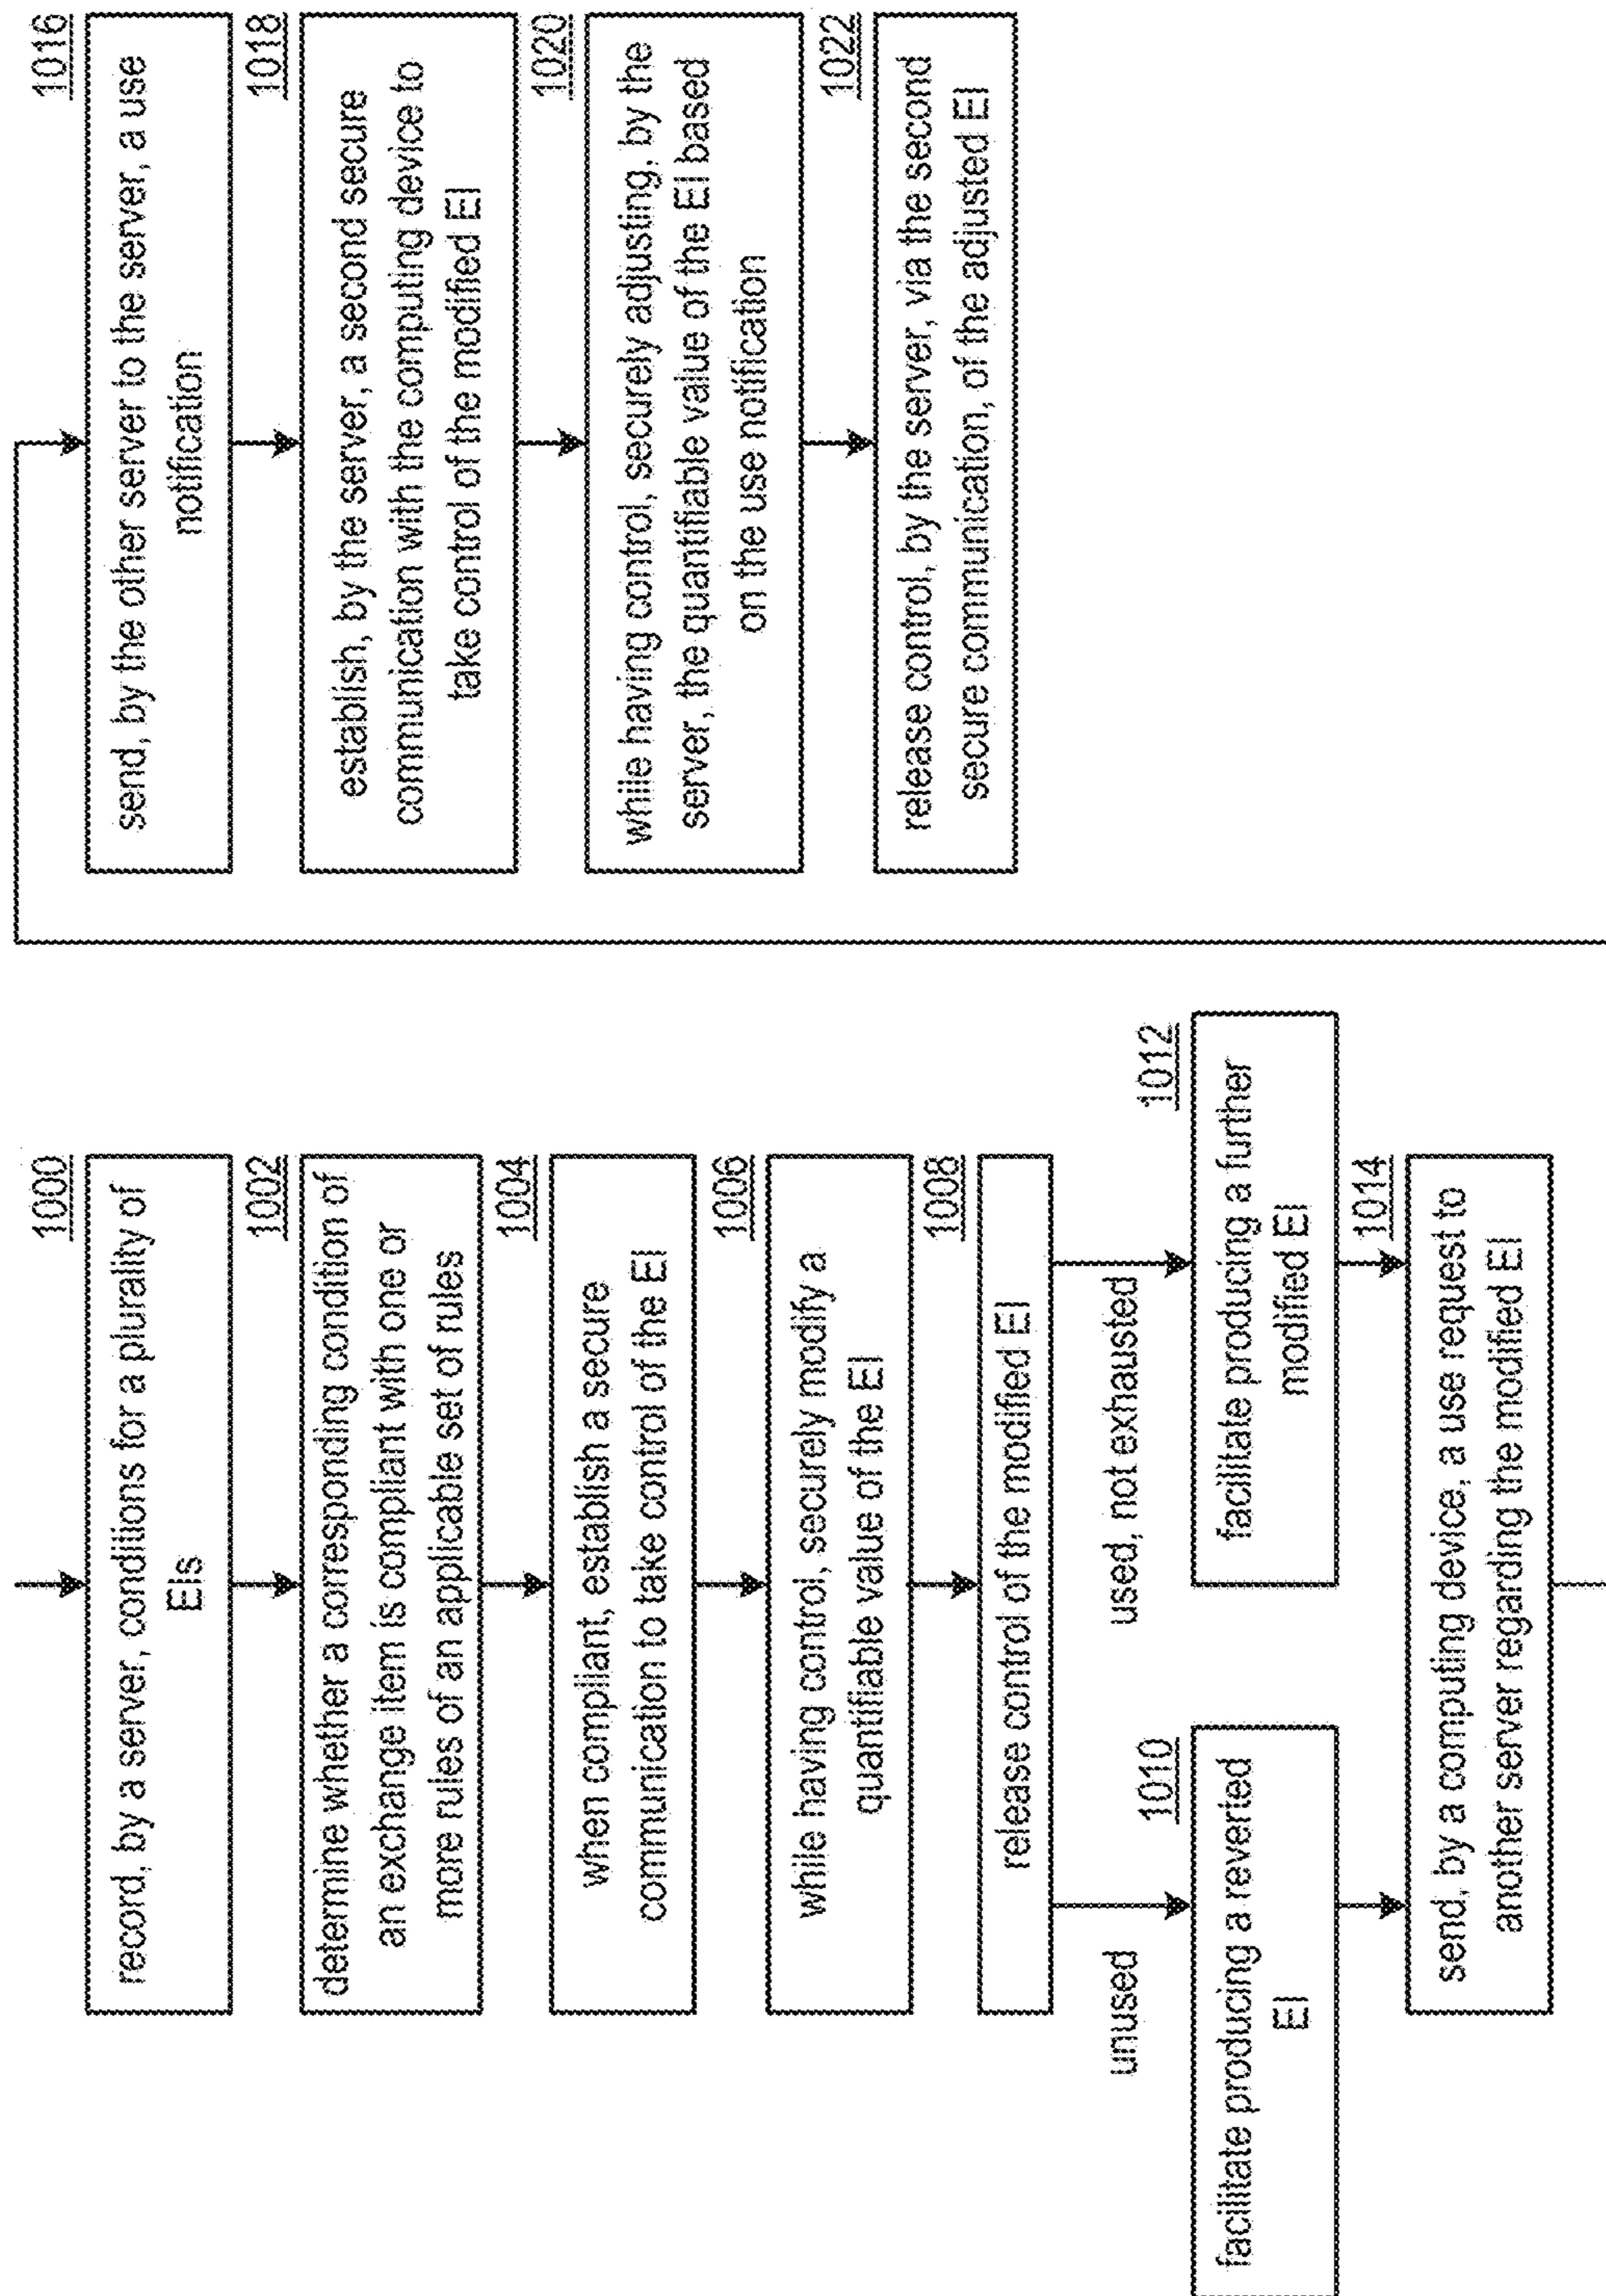 1000
record, by a server, conditions for a plurality of
EIs
1002
determine whether a corresponding condition of
an exchange item is compliant with one or
more rules of an applicable set of rules
1004
when compliant, establish a secure
communication to take control of the EI
1006
while having control, securely modify a
quantifiable value of the EI
1008
release control of the modified EI
unused
used, not exhausted
1010
facilitate producing a reverted
EI
1012
facilitate producing a further
modified EI
1014
send, by a computing device, a use request to
another server regarding the modified EI
1016
send, by the other server to the server, a use
notification
1018
establish, by the server, a second secure
communication with the computing device to
take control of the modified EI
1020
while having control, securely adjusting, by the
server, the quantifiable value of the EI based
on the use notification
1022
release control, by the server, via the second
secure communication, of the adjusted EI